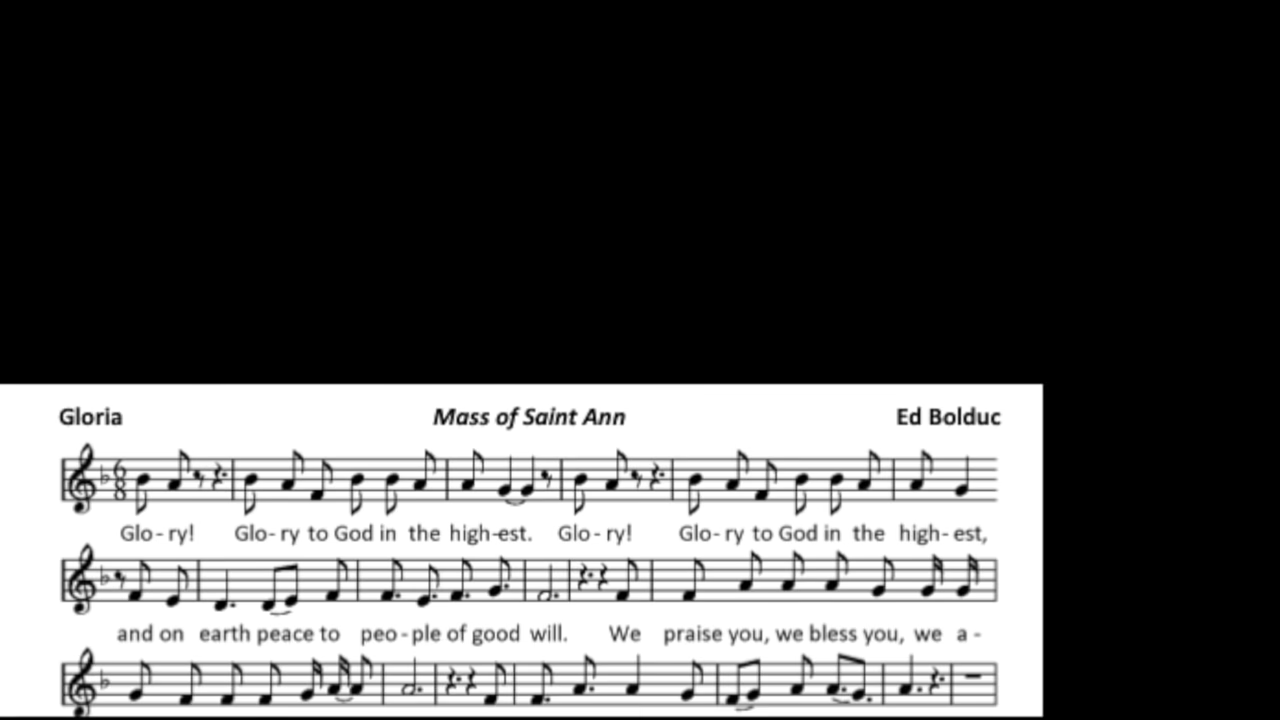 Gloria Mass of Saint Ann Ed Bolduc
6
8
Glo - ry! Glo - ry to God in the high-est. Glo - ry! Glo - ry to God in the high - est,
and on earth peace to peo - ple of good will. We praise you, we bless you, we a -